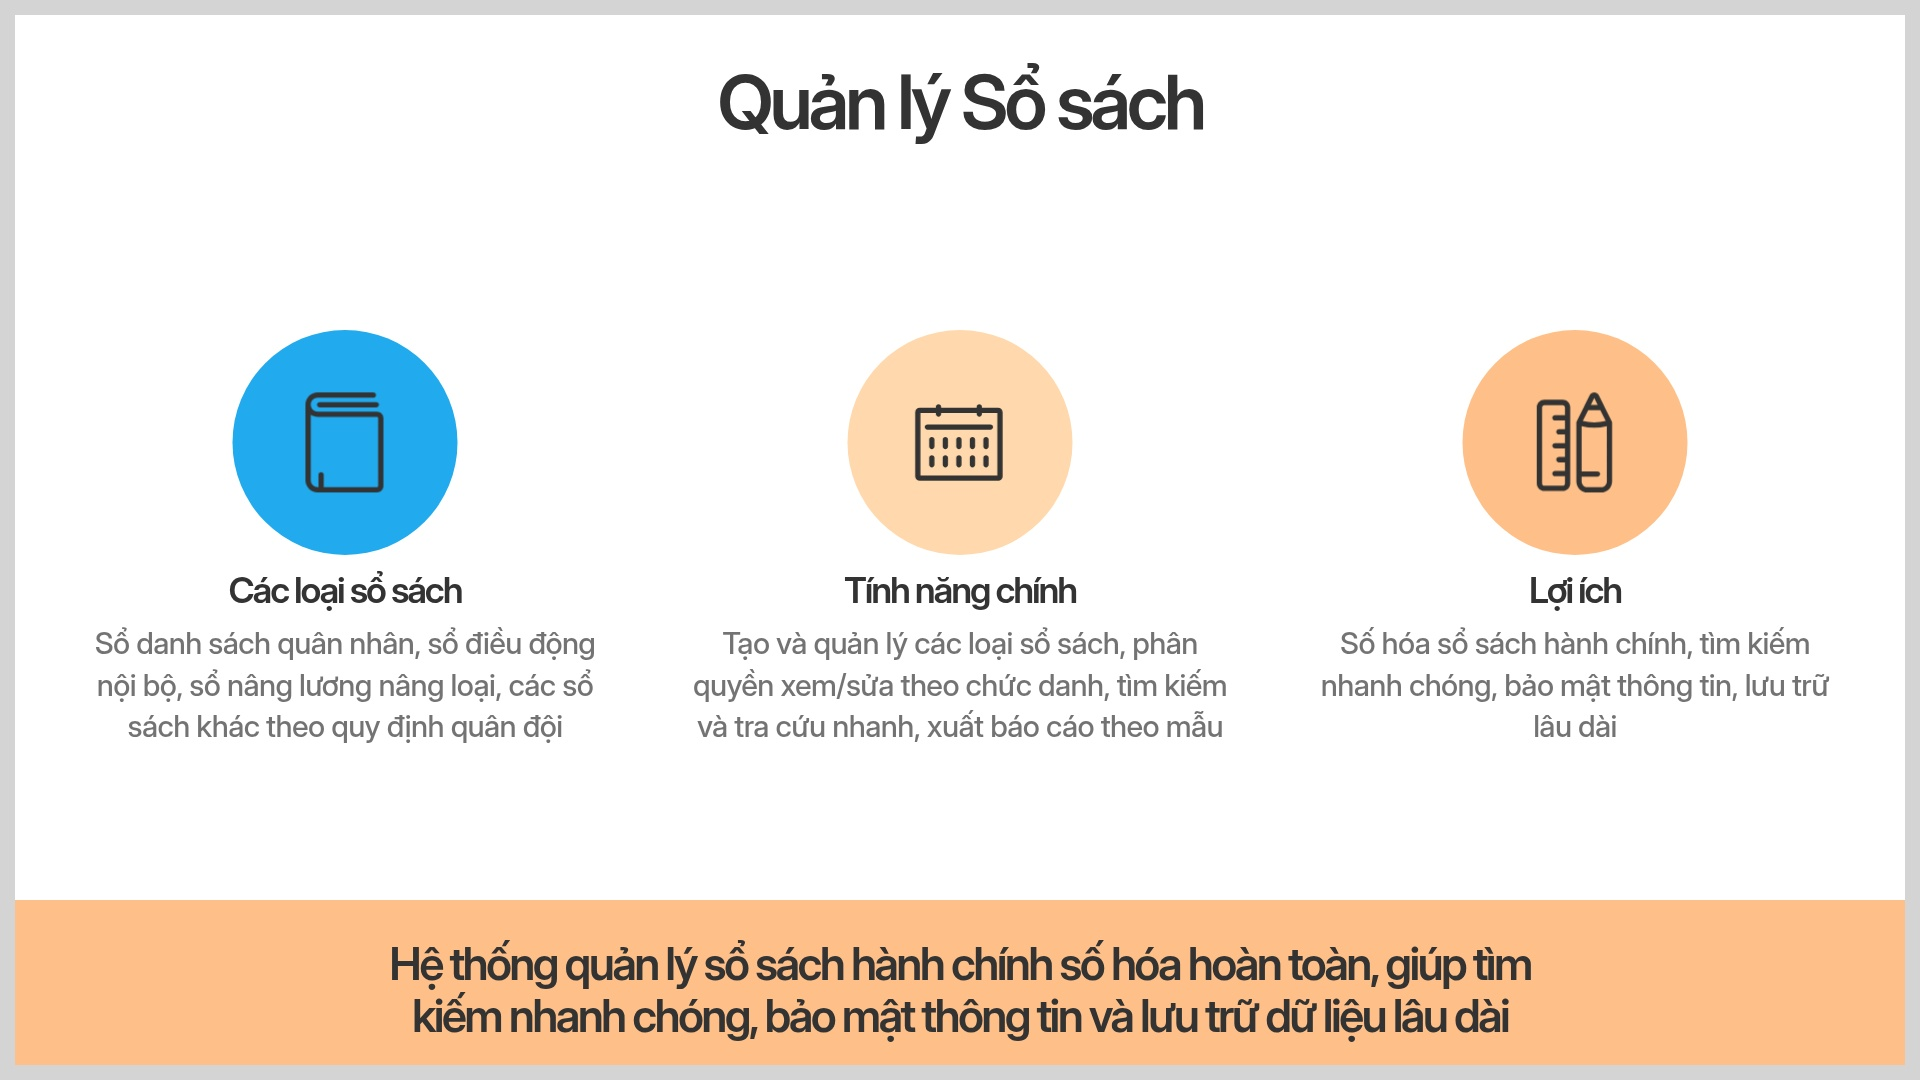 Quản lý Sổ sách
Các loại sổ sách
Sổ danh sách quân nhân, sổ điều động
nội bộ, sổ nâng lương nâng loại, các sổ
sách khác theo quy định quân đội
Tính năng chính
Tạo và quản lý các loại sổ sách, phân
quyền xem/sửa theo chức danh, tìm kiếm
và tra cứu nhanh, xuất báo cáo theo mẫu
Lợi ích
Số hóa sổ sách hành chính, tìm kiếm
nhanh chóng, bảo mật thông tin, lưu trữ
lâu dài
Hệ thống quản lý sổ sách hành chính số hóa hoàn toàn, giúp tìm
kiếm nhanh chóng, bảo mật thông tin và lưu trữ dữ liệu lâu dài